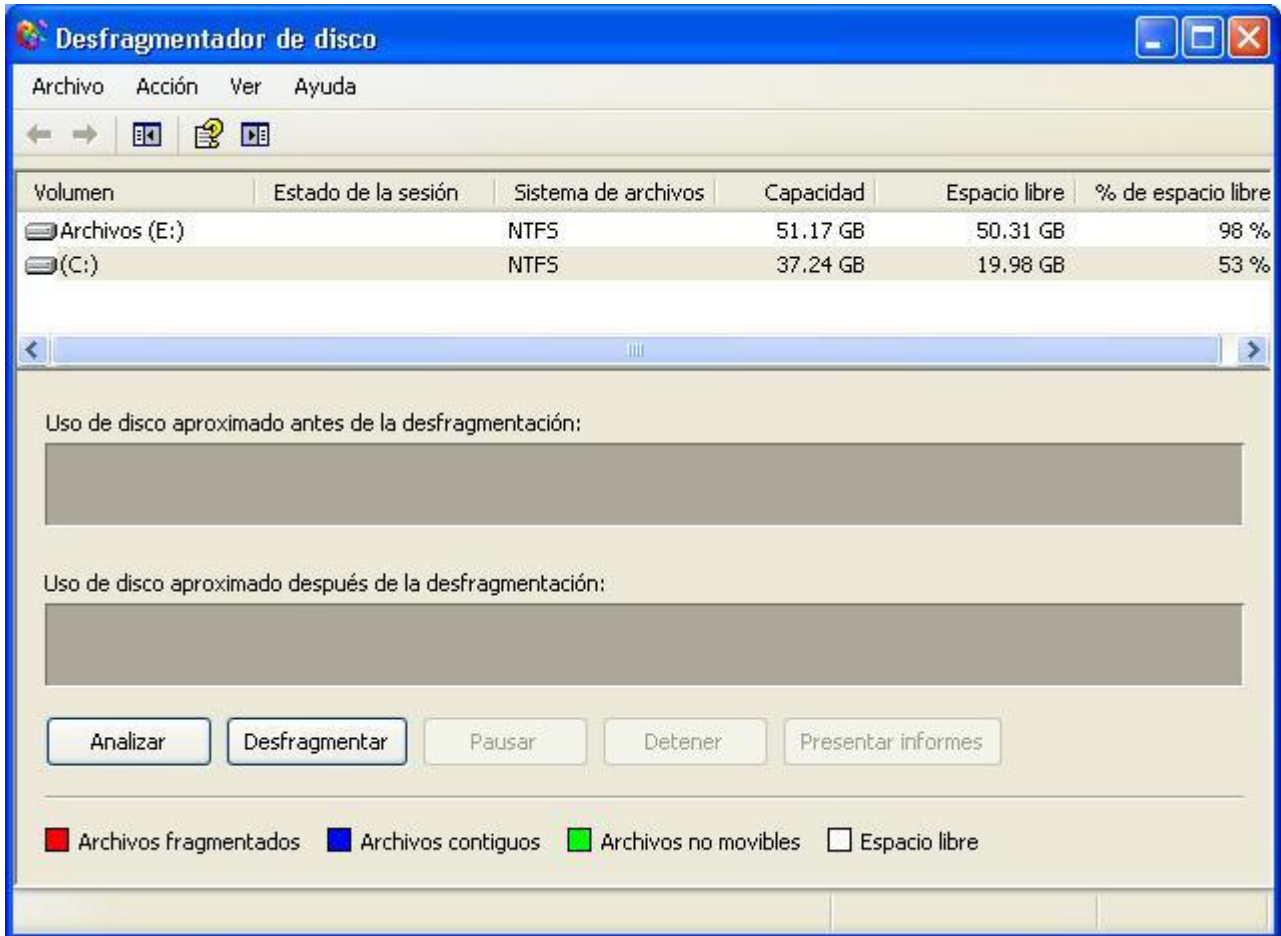 Desfragmentador de disco
Archivo Acción Ver Ayuda
Volumen Estado de la sesión Sistema de archivos Capacidad Espacio libre % de espacio libre
Archivos (E:) NTFS 51.17 GB 50.31 GB 98 %
(C:) NTFS 37.24 GB 19.98 GB 53 %
Uso de disco aproximado antes de la desfragmentación:
Uso de disco aproximado después de la desfragmentación:
Analizar Desfragmentar Pausar Detener Presentar informes
Archivos fragmentados Archivos contiguos Archivos no movibles Espacio libre